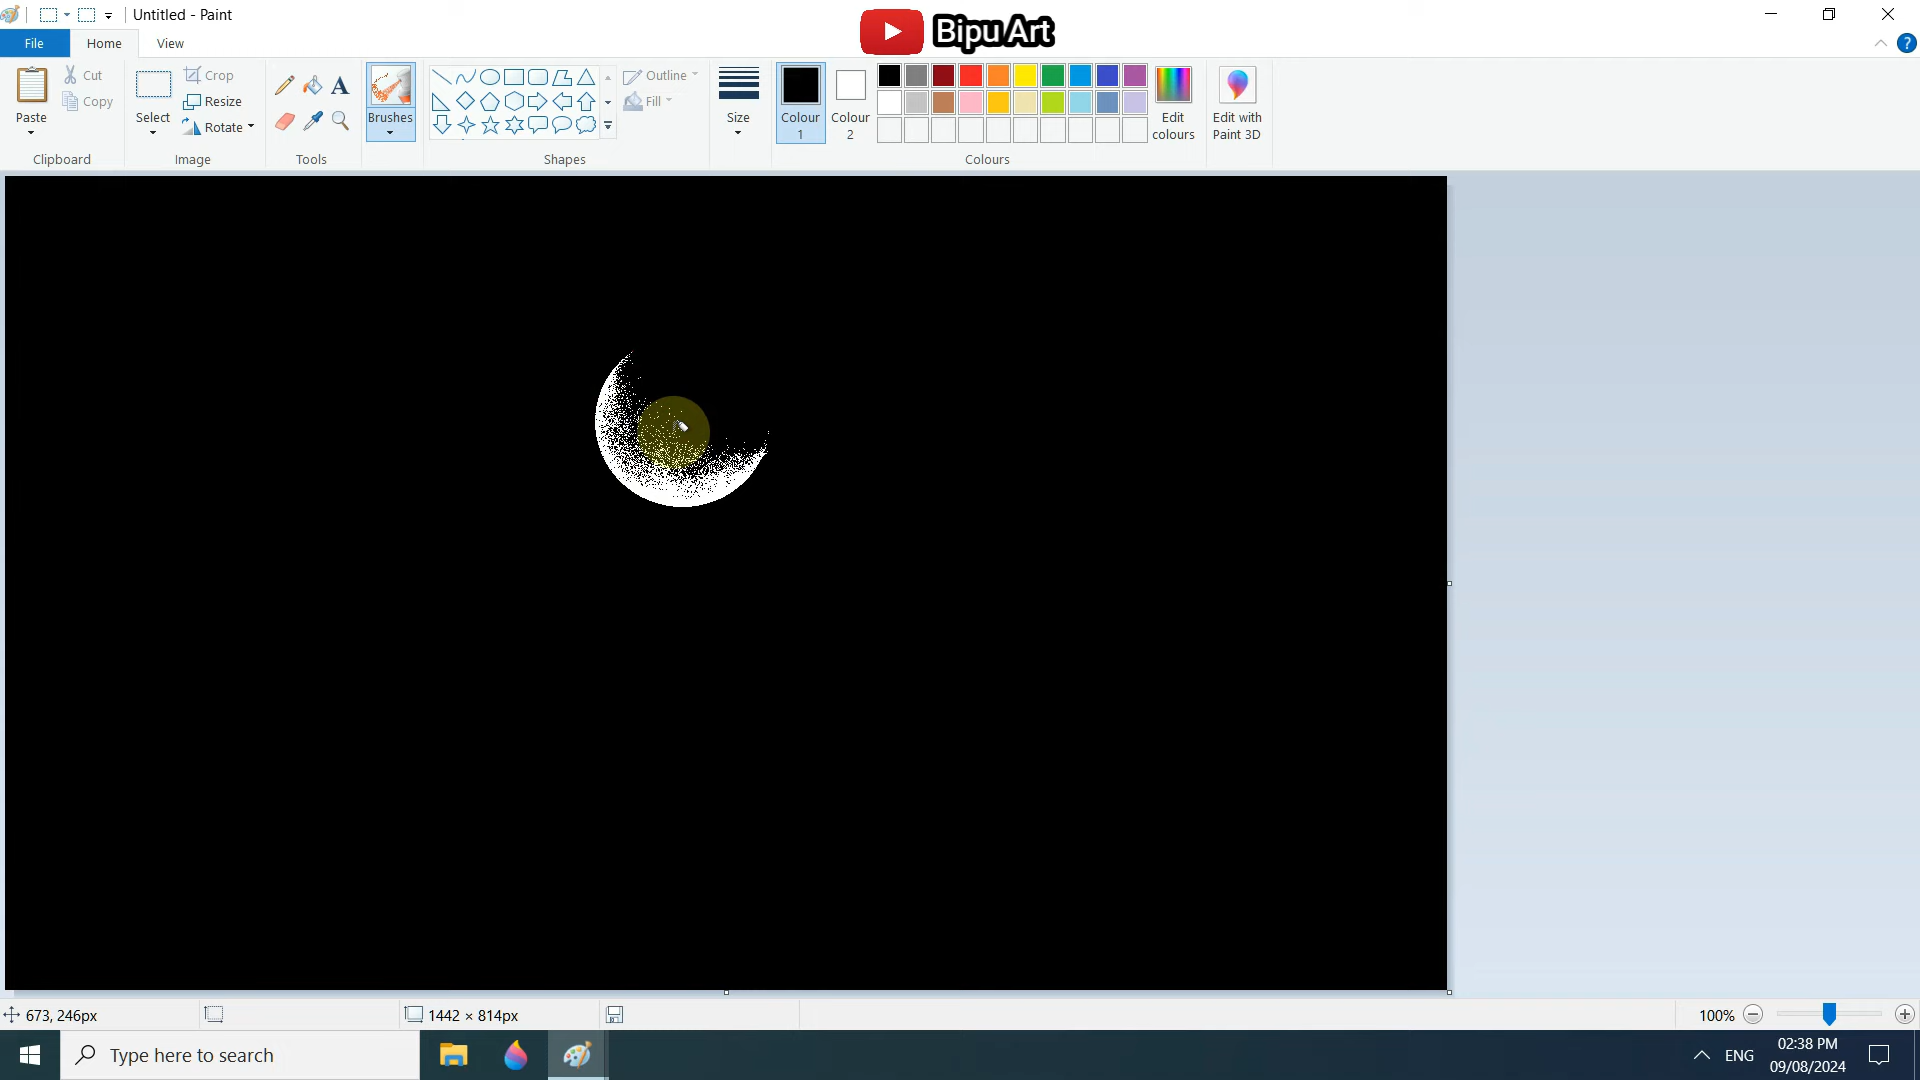 Untitled - Paint
Bipu Art
File Home View
?
Paste
Cut
Copy
Clipboard
Select
Crop
Resize
Rotate
Image
A
Tools
Brushes
Outline
Fill
Shapes
Size
Colour 1
Colour 2
Edit colours
Colours
Edit with Paint 3D
673, 246px
1442 × 814px
100%
Type here to search
ENG
02:38 PM
09/08/2024